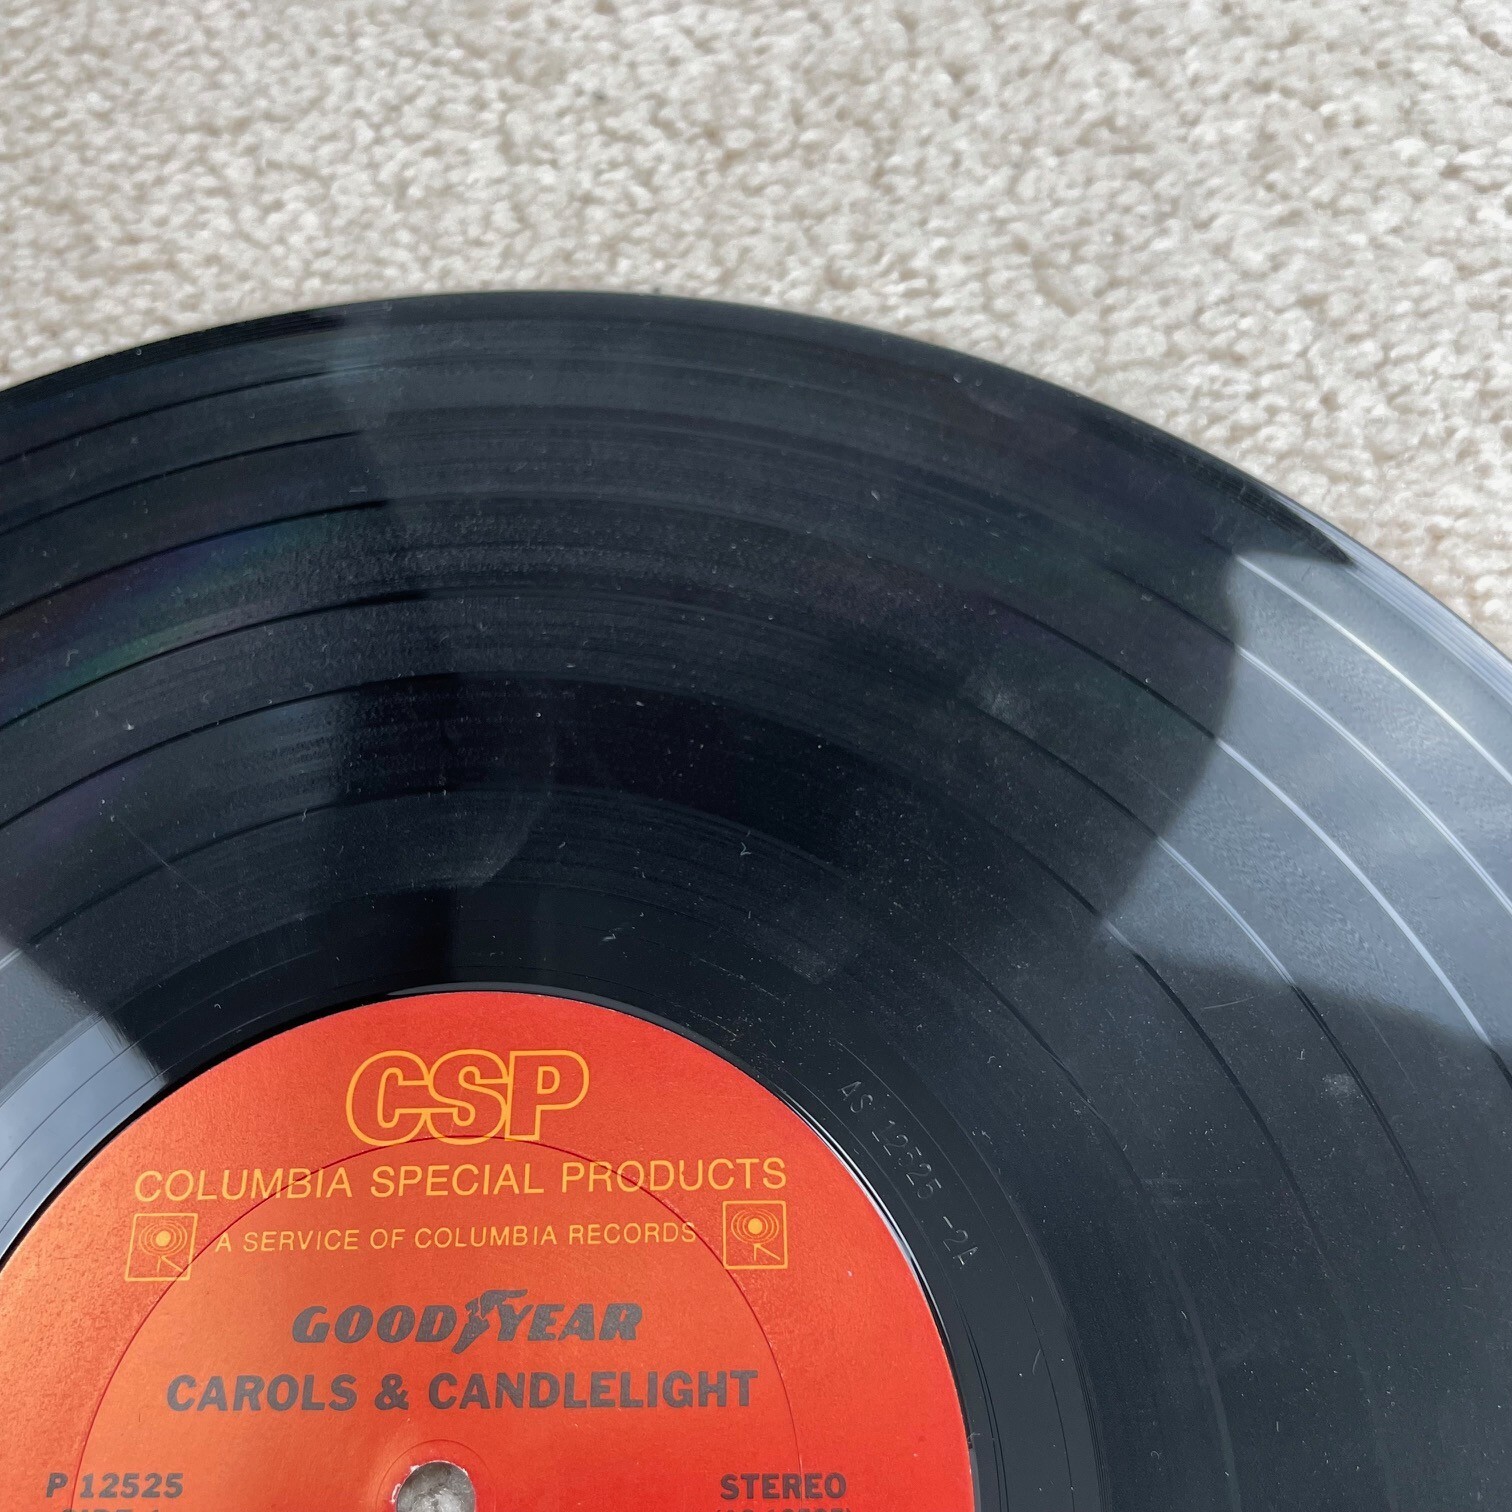 CSP
COLUMBIA SPECIAL PRODUCTS
A SERVICE OF COLUMBIA RECORDS
GOODYEAR
CAROLS & CANDLELIGHT
P 12525
STEREO
AS 12525 -2A